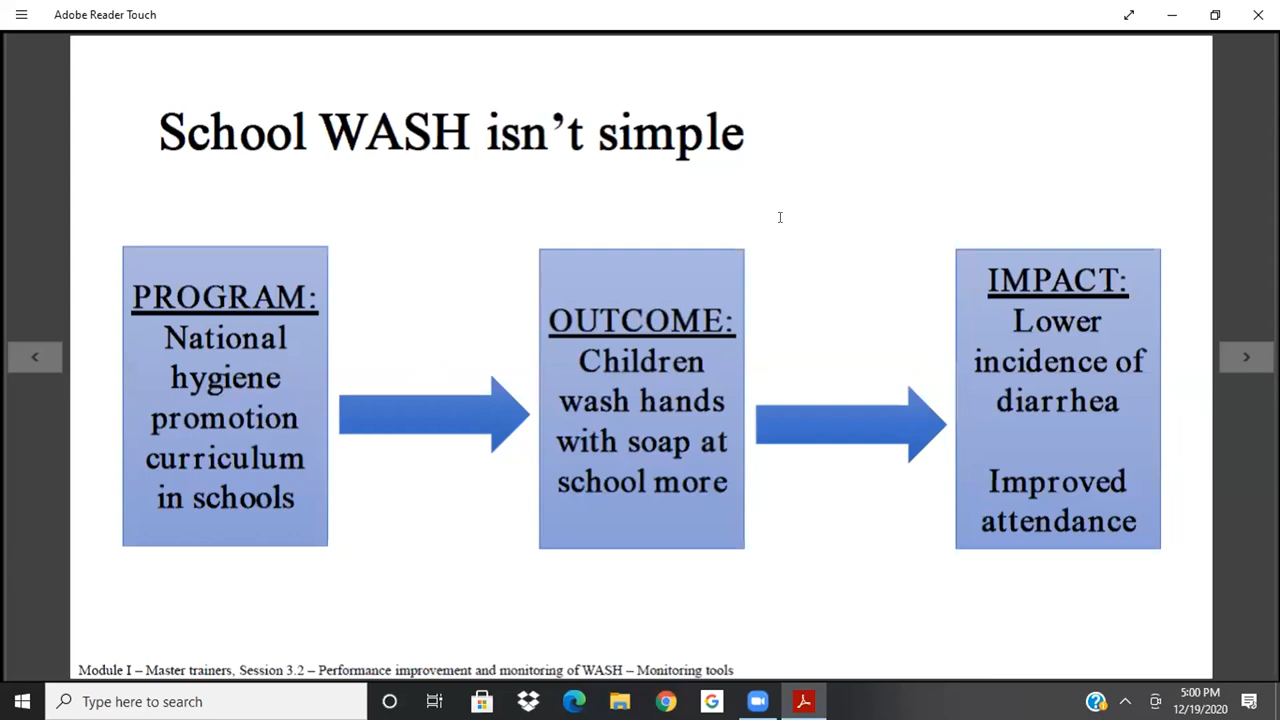 Adobe Reader Touch
School WASH isn't simple
PROGRAM:
National
hygiene
promotion
curriculum
in schools
OUTCOME:
Children
wash hands
with soap at
school more
IMPACT:
Lower
incidence of
diarrhea
Improved
attendance
Module I – Master trainers, Session 3.2 – Performance improvement and monitoring of WASH – Monitoring tools
Type here to search
5:00 PM
12/19/2020